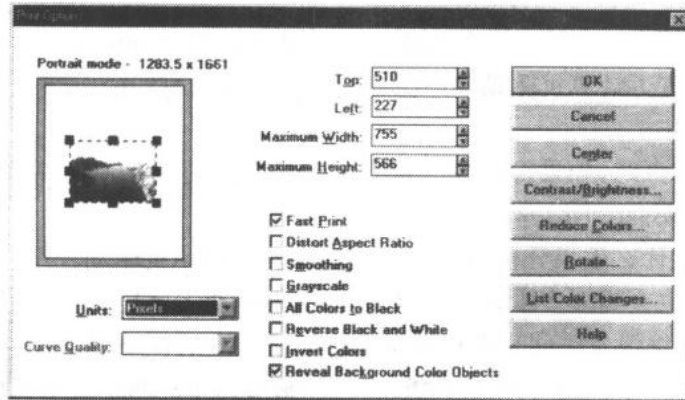 Print Options
Portrait mode - 1283.5 x 1661
Top: 510
Left: 227
Maximum Width: 755
Maximum Height: 566
Fast Print
Distort Aspect Ratio
Smoothing
Grayscale
All Colors to Black
Reverse Black and White
Invert Colors
Reveal Background Color Objects
Units: Pixels
Curve Quality:
OK
Cancel
Center
Contrast/Brightness...
Reduce Colors...
Rotate...
List Color Changes...
Help